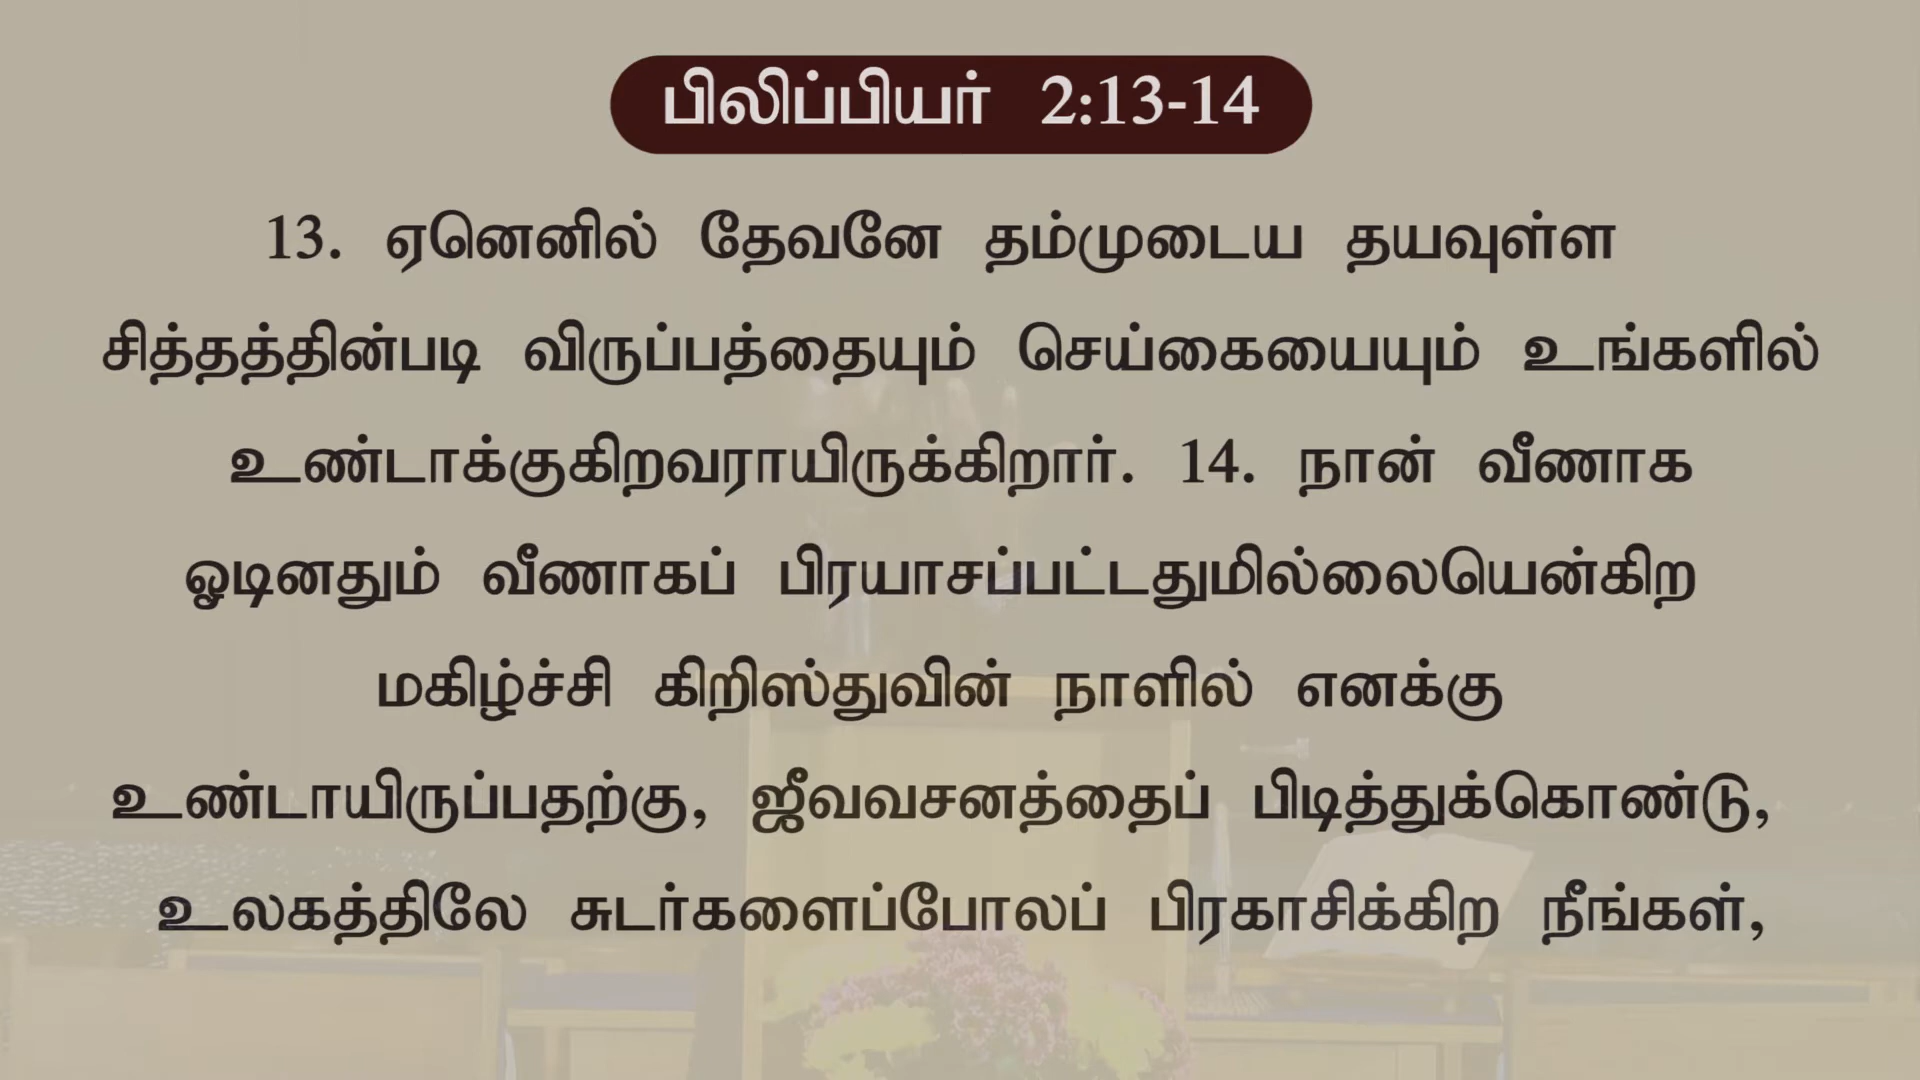 பிலிப்பியர் 2:13-14
13. ஏனெனில் தேவனே தம்முடைய தயவுள்ள
சித்தத்தின்படி விருப்பத்தையும் செய்கையையும் உங்களில்
உண்டாக்குகிறவராயிருக்கிறார். 14. நான் வீணாக
ஓடினதும் வீணாகப் பிரயாசப்பட்டதுமில்லையென்கிற
மகிழ்ச்சி கிறிஸ்துவின் நாளில் எனக்கு
உண்டாயிருப்பதற்கு, ஜீவவசனத்தைப் பிடித்துக்கொண்டு,
உலகத்திலே சுடர்களைப்போலப் பிரகாசிக்கிற நீங்கள்,